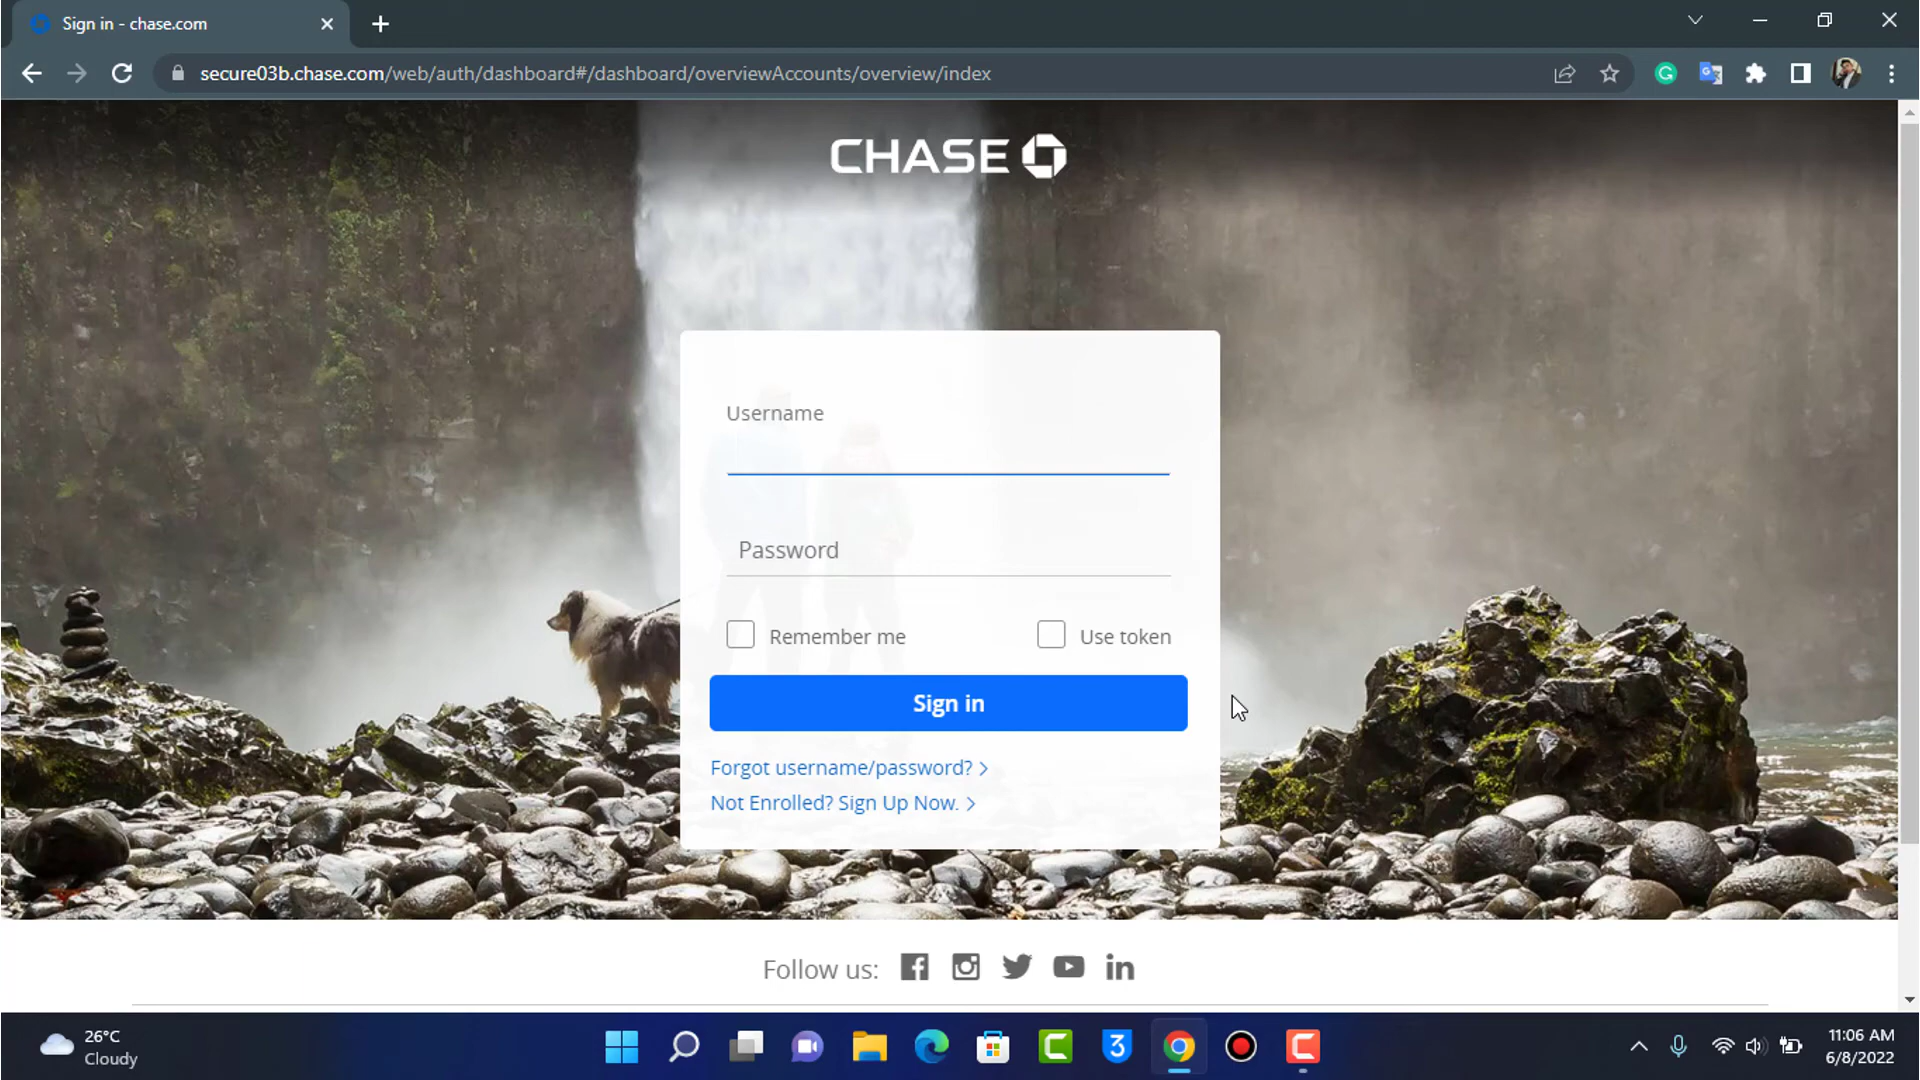 Sign in - chase.com
secure03b.chase.com/web/auth/dashboard#/dashboard/overviewAccounts/overview/index
CHASE
Username
Password
Remember me
Use token
Sign in
Forgot username/password?
Not Enrolled? Sign Up Now.
Follow us:
26°C
Cloudy
11:06 AM
6/8/2022